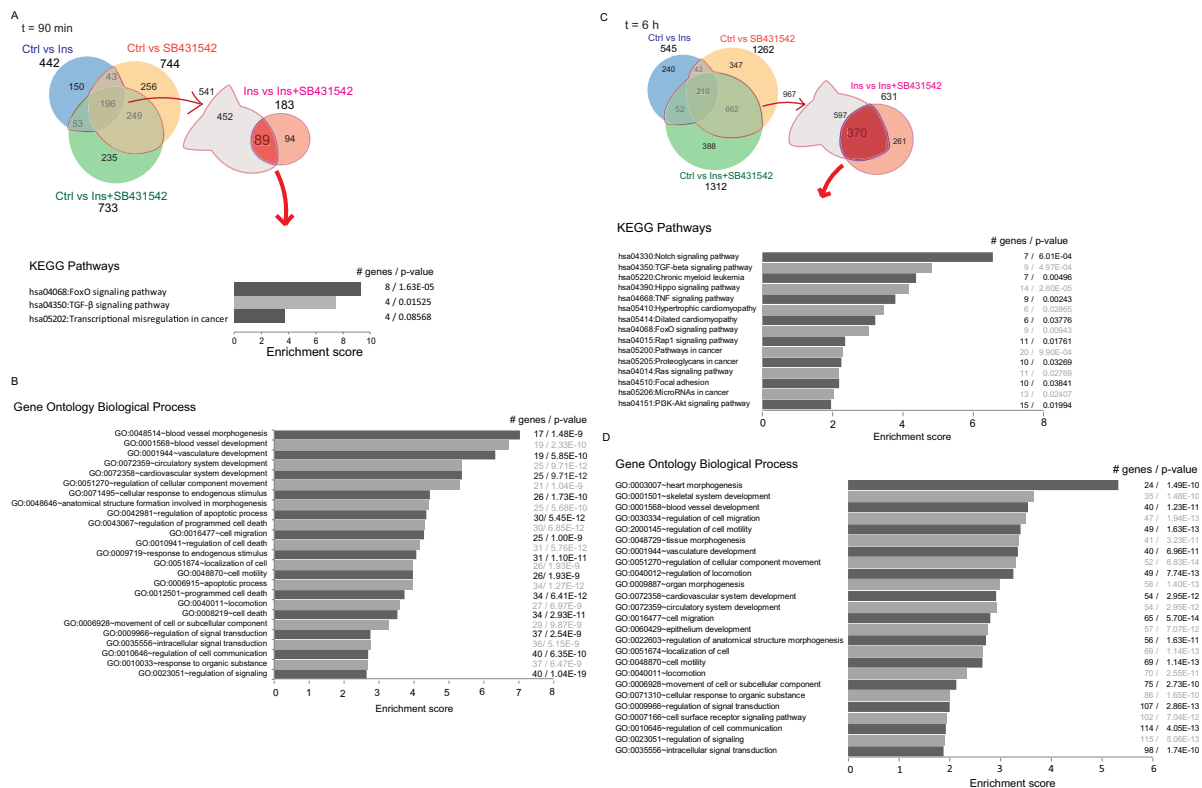 A
t = 90 min
Ctrl vs Ins
442
Ctrl vs SB431542
744
43
150
256
196
53
249
235
Ctrl vs Ins+SB431542
733
541
452
Ins vs Ins+SB431542
183
89
94
KEGG Pathways
# genes / p-value
hsa04068:FoxO signaling pathway 8 / 1.63E-05
hsa04350:TGF-β signaling pathway 4 / 0.01525
hsa05202:Transcriptional misregulation in cancer 4 / 0.08568
0 2 4 6 8 10
Enrichment score
B
Gene Ontology Biological Process
# genes / p-value
GO:0048514~blood vessel morphogenesis 17 / 1.48E-9
GO:0001568~blood vessel development 19 / 2.33E-10
GO:0001944~vasculature development 19 / 5.85E-10
GO:0072359~circulatory system development 25 / 9.71E-12
GO:0072358~cardiovascular system development 25 / 9.71E-12
GO:0051270~regulation of cellular component movement 21 / 1.04E-9
GO:0071495~cellular response to endogenous stimulus 26 / 1.73E-10
GO:0048646~anatomical structure formation involved in morphogenesis 25 / 5.68E-10
GO:0042981~regulation of apoptotic process 30/ 5.45E-12
GO:0043067~regulation of programmed cell death 30/ 6.85E-12
GO:0016477~cell migration 25 / 1.00E-9
GO:0010941~regulation of cell death 31 / 5.76E-12
GO:0009719~response to endogenous stimulus 31 / 1.10E-11
GO:0051674~localization of cell 26/ 1.93E-9
GO:0048870~cell motility 26/ 1.93E-9
GO:0006915~apoptotic process 34/ 1.27E-12
GO:0012501~programmed cell death 34 / 6.41E-12
GO:0040011~locomotion 27 / 6.97E-9
GO:0008219~cell death 34 / 2.93E-11
GO:0006928~movement of cell or subcellular component 29 / 9.87E-9
GO:0009966~regulation of signal transduction 37 / 2.54E-9
GO:0035556~intracellular signal transduction 36/ 5.15E-9
GO:0010646~regulation of cell communication 40 / 6.35E-10
GO:0010033~response to organic substance 37 / 6.47E-9
GO:0023051~regulation of signaling 40 / 1.04E-19
0 1 2 3 4 5 6 7 8
Enrichment score
C
t = 6 h
Ctrl vs Ins
545
Ctrl vs SB431542
1262
240
43
347
210
52
662
388
Ctrl vs Ins+SB431542
1312
967
597
Ins vs Ins+SB431542
631
370
261
KEGG Pathways
# genes / p-value
hsa04330:Notch signaling pathway 7 / 6.01E-04
hsa04350:TGF-beta signaling pathway 9 / 4.97E-04
hsa05220:Chronic myeloid leukemia 7 / 0.00496
hsa04390:Hippo signaling pathway 14 / 2.60E-05
hsa04668:TNF signaling pathway 9 / 0.00243
hsa05410:Hypertrophic cardiomyopathy 6 / 0.02865
hsa05414:Dilated cardiomyopathy 6 / 0.03776
hsa04068:FoxO signaling pathway 9 / 0.00943
hsa04015:Rap1 signaling pathway 11 / 0.01761
hsa05200:Pathways in cancer 20 / 9.90E-04
hsa05205:Proteoglycans in cancer 10 / 0.03269
hsa04014:Ras signaling pathway 11 / 0.02769
hsa04510:Focal adhesion 10 / 0.03841
hsa05206:MicroRNAs in cancer 13 / 0.02407
hsa04151:PI3K-Akt signaling pathway 15 / 0.01994
0 2 4 6 8
Enrichment score
D
Gene Ontology Biological Process
# genes / p-value
GO:0003007~heart morphogenesis 24 / 1.49E-10
GO:0001501~skeletal system development 35 / 1.48E-10
GO:0001568~blood vessel development 40 / 1.23E-11
GO:0030334~regulation of cell migration 47 / 1.94E-13
GO:2000145~regulation of cell motility 49 / 1.63E-13
GO:0048729~tissue morphogenesis 41 / 3.23E-11
GO:0001944~vasculature development 40 / 6.96E-11
GO:0051270~regulation of cellular component movement 52 / 6.83E-14
GO:0040012~regulation of locomotion 49 / 7.74E-13
GO:0009887~organ morphogenesis 58 / 1.40E-13
GO:0072358~cardiovascular system development 54 / 2.95E-12
GO:0072359~circulatory system development 54 / 2.95E-12
GO:0016477~cell migration 65 / 5.70E-14
GO:0060429~epithelium development 57 / 7.07E-12
GO:0022603~regulation of anatomical structure morphogenesis 56 / 1.63E-11
GO:0051674~localization of cell 69 / 1.14E-13
GO:0048870~cell motility 69 / 1.14E-13
GO:0040011~locomotion 70 / 2.55E-11
GO:0006928~movement of cell or subcellular component 75 / 2.73E-10
GO:0071310~cellular response to organic substance 86 / 1.65E-10
GO:0009966~regulation of signal transduction 107 / 2.86E-13
GO:0007166~cell surface receptor signaling pathway 102 / 7.04E-12
GO:0010646~regulation of cell communication 114 / 4.05E-13
GO:0023051~regulation of signaling 115 / 5.06E-13
GO:0035556~intracellular signal transduction 98 / 1.74E-10
0 1 2 3 4 5 6
Enrichment score